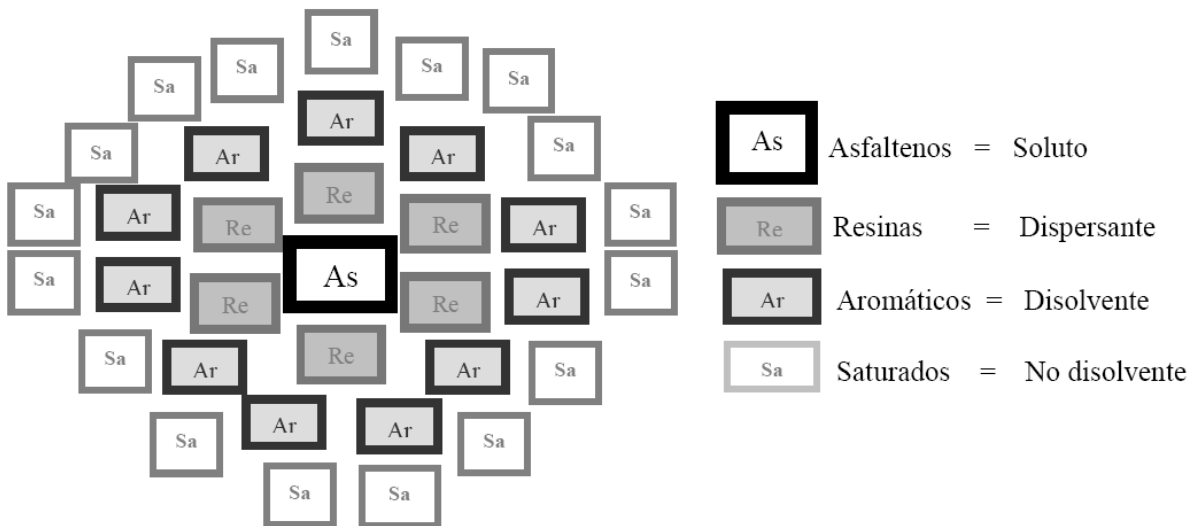 Sa
Sa
Sa
Sa
Sa
Ar
Sa
Ar
Ar
Sa
Re
Sa
Ar
Re
Re
Ar
Sa
As
Sa
Ar
Re
Re
Ar
Sa
Re
Sa
Ar
Ar
Sa
Sa
Ar
Ar
Sa
Sa
Sa
As Asfaltenos = Soluto
Re Resinas = Dispersante
Ar Aromáticos = Disolvente
Sa Saturados = No disolvente